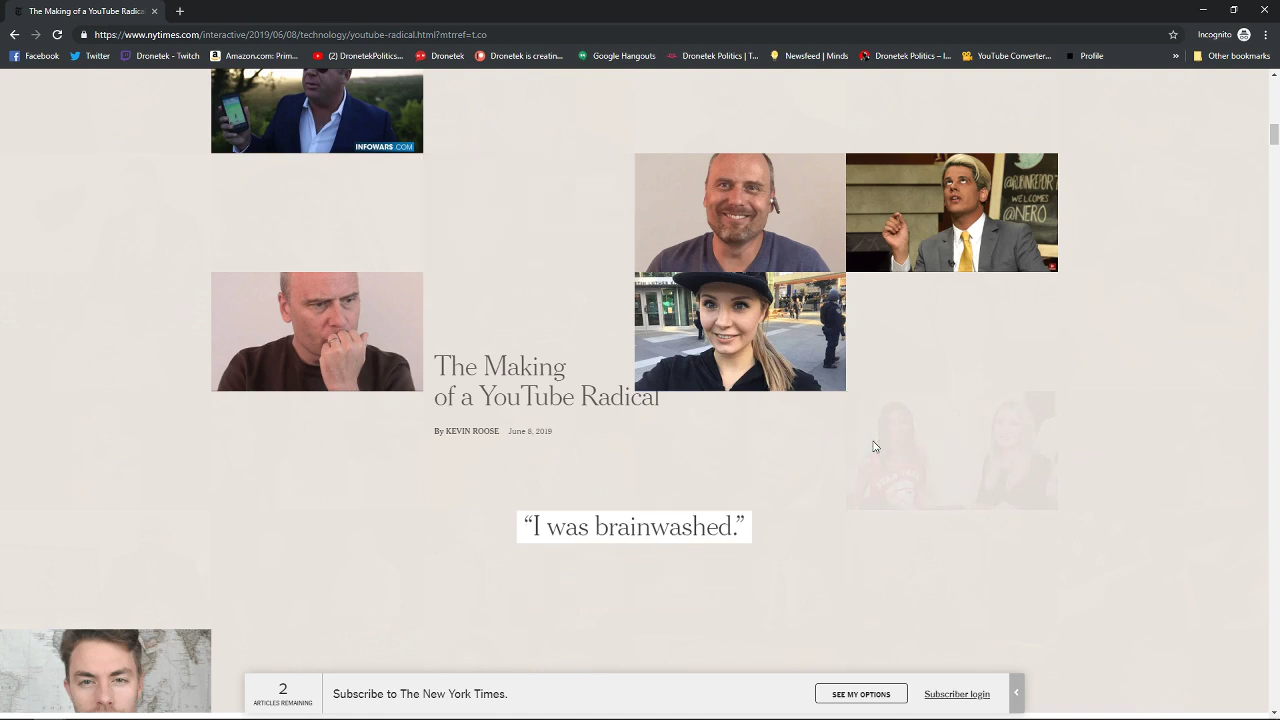 The Making of a YouTube Radical
https://www.nytimes.com/interactive/2019/06/08/technology/youtube-radical.html?mtrref=t.co
Incognito
Facebook
Twitter
Dronetek - Twitch
Amazon.com: Prim...
(2) DronetekPolitics...
Dronetek
Dronetek is creatin...
Google Hangouts
Dronetek Politics | T...
Newsfeed | Minds
Dronetek Politics – I...
YouTube Converter...
Profile
»
Other bookmarks
INFOWARS.COM
@RUBINREPORT
WELCOMES
@NERO
The Making
of a YouTube Radical
By KEVIN ROOSE June 8, 2019
“I was brainwashed.”
2
ARTICLES REMAINING
Subscribe to The New York Times.
SEE MY OPTIONS
Subscriber login